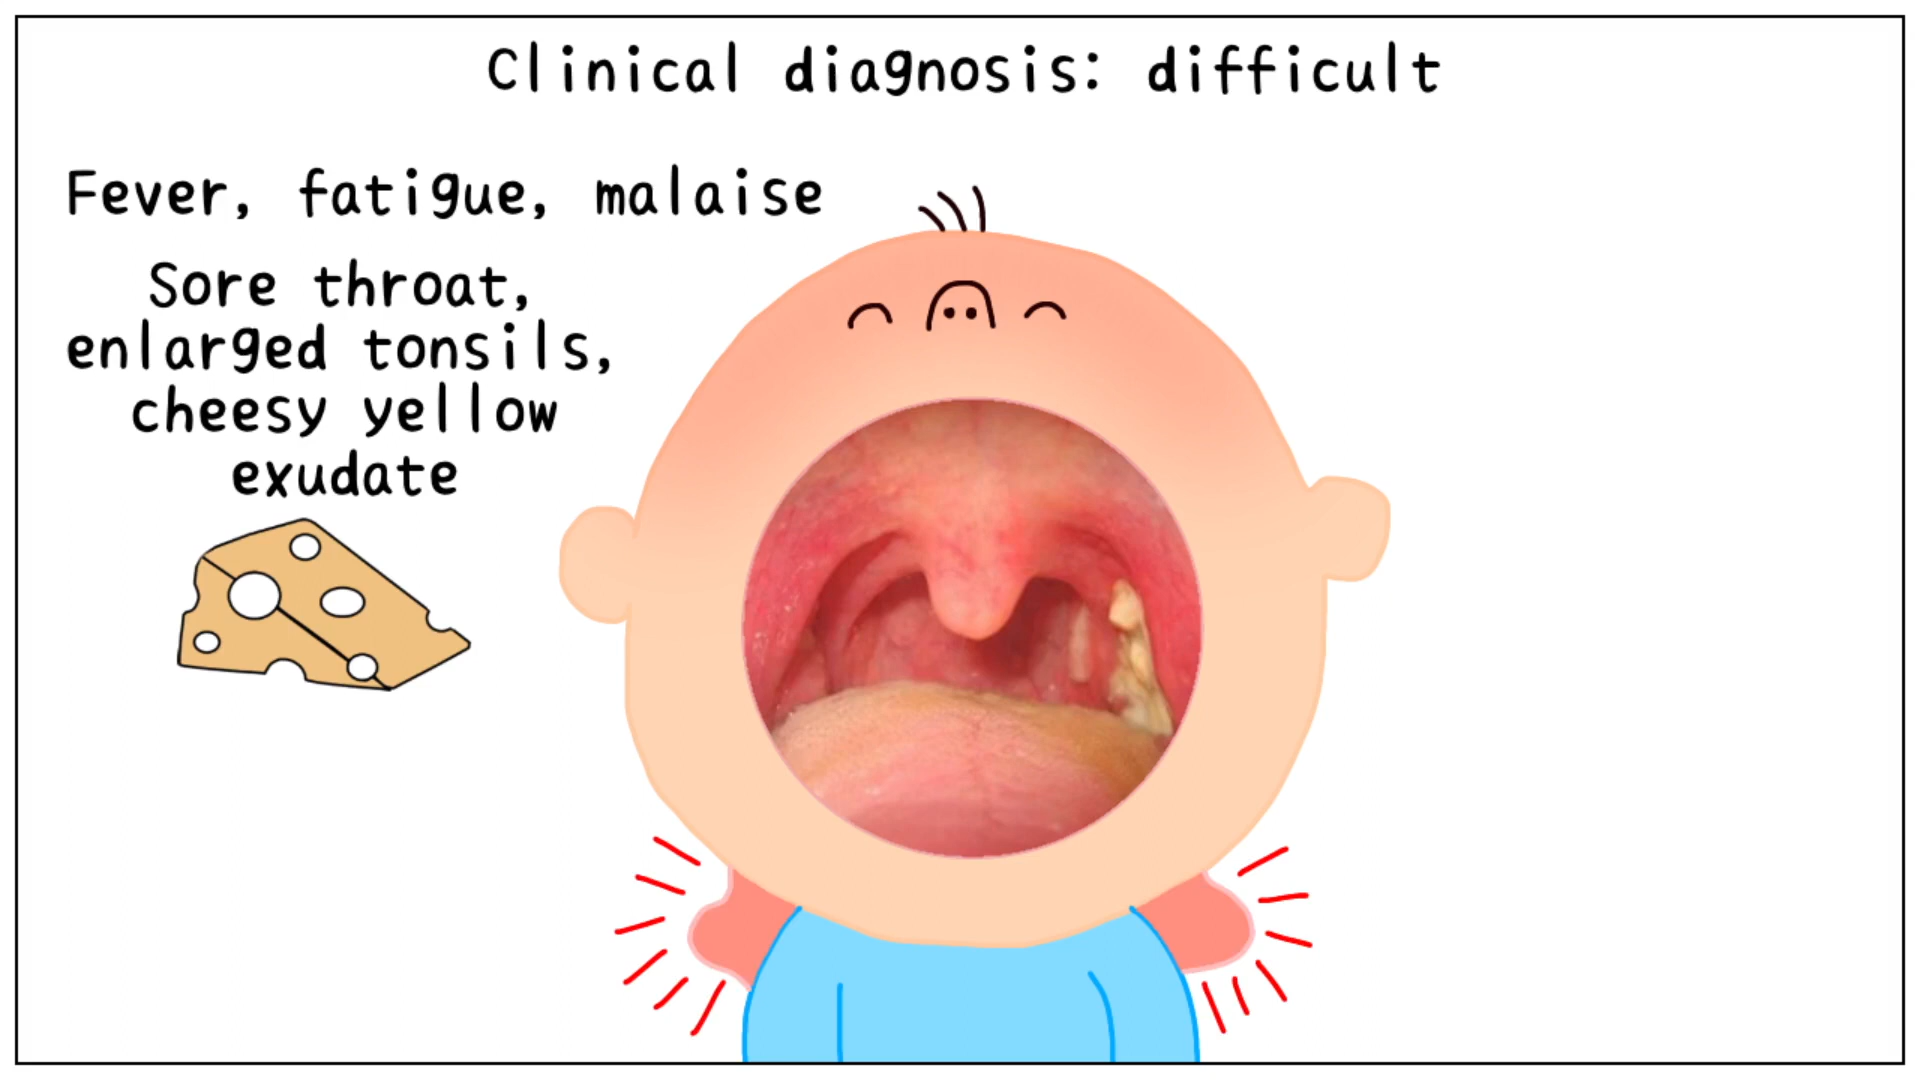 Clinical diagnosis: difficult
Fever, fatigue, malaise
Sore throat,
enlarged tonsils,
cheesy yellow
exudate